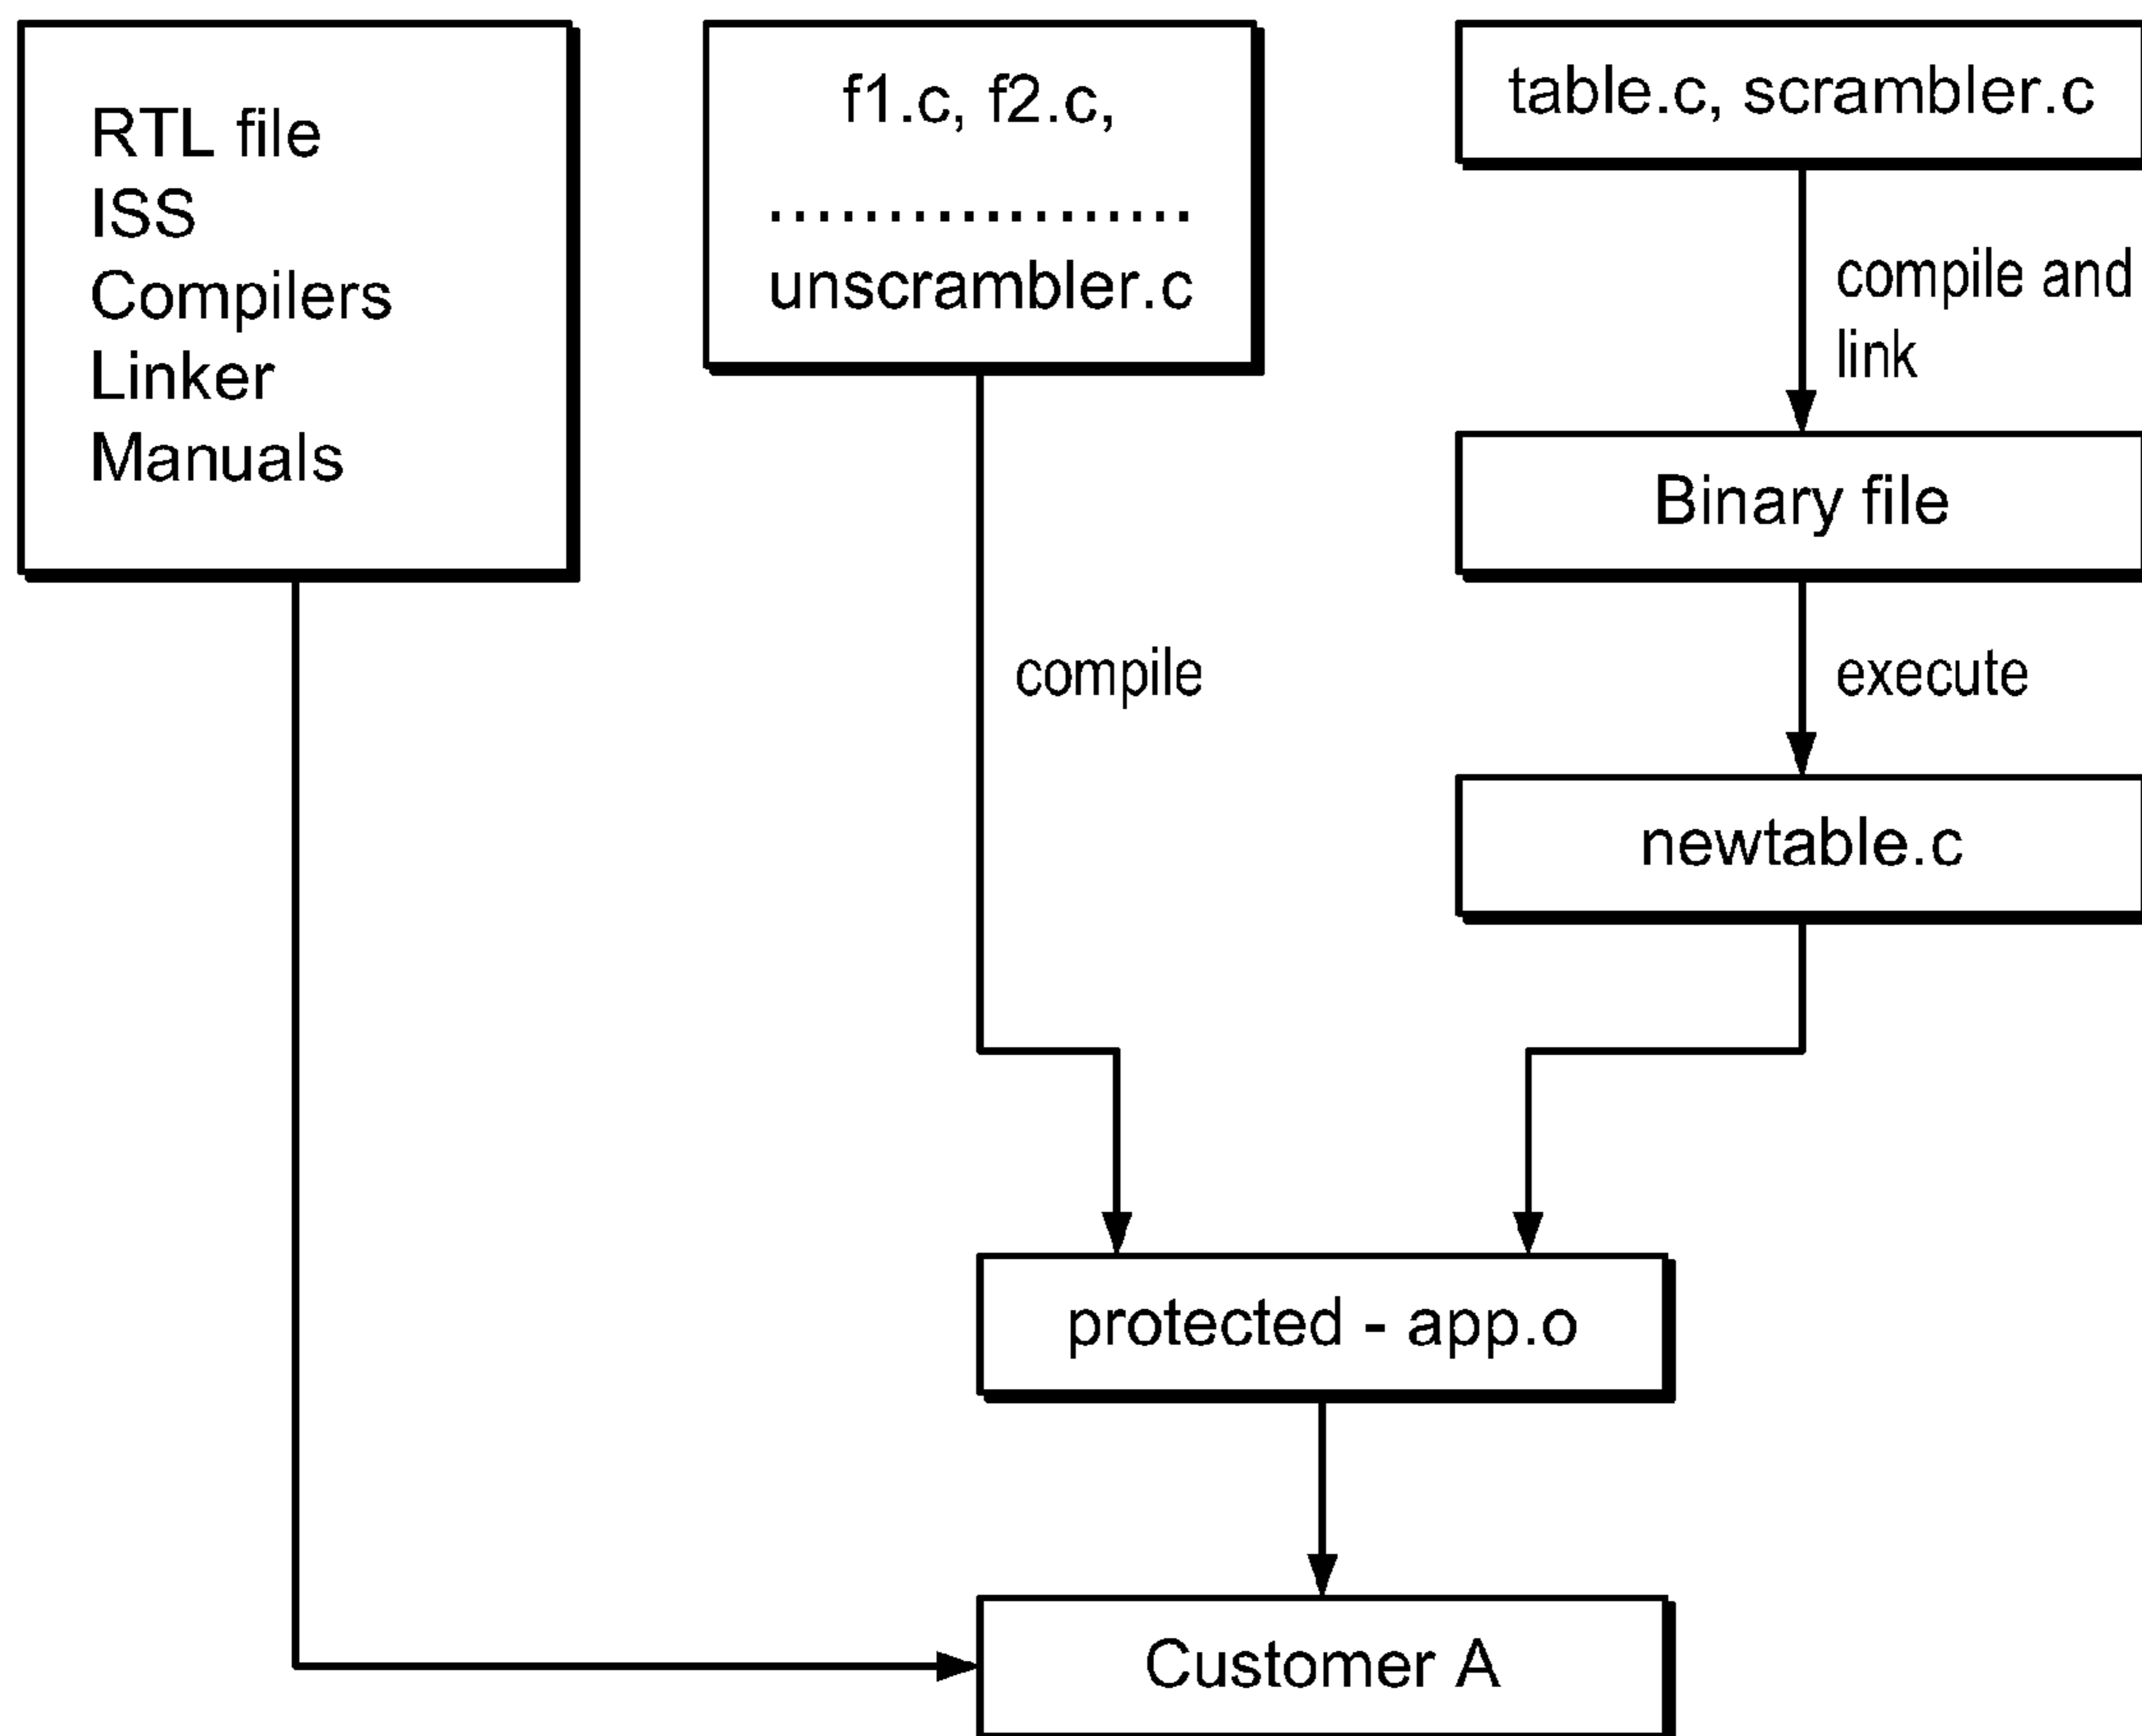 RTL file
ISS
Compilers
Linker
Manuals
f1.c, f2.c,
...................
unscrambler.c
table.c, scrambler.c
compile and
link
Binary file
compile
execute
newtable.c
protected - app.o
Customer A